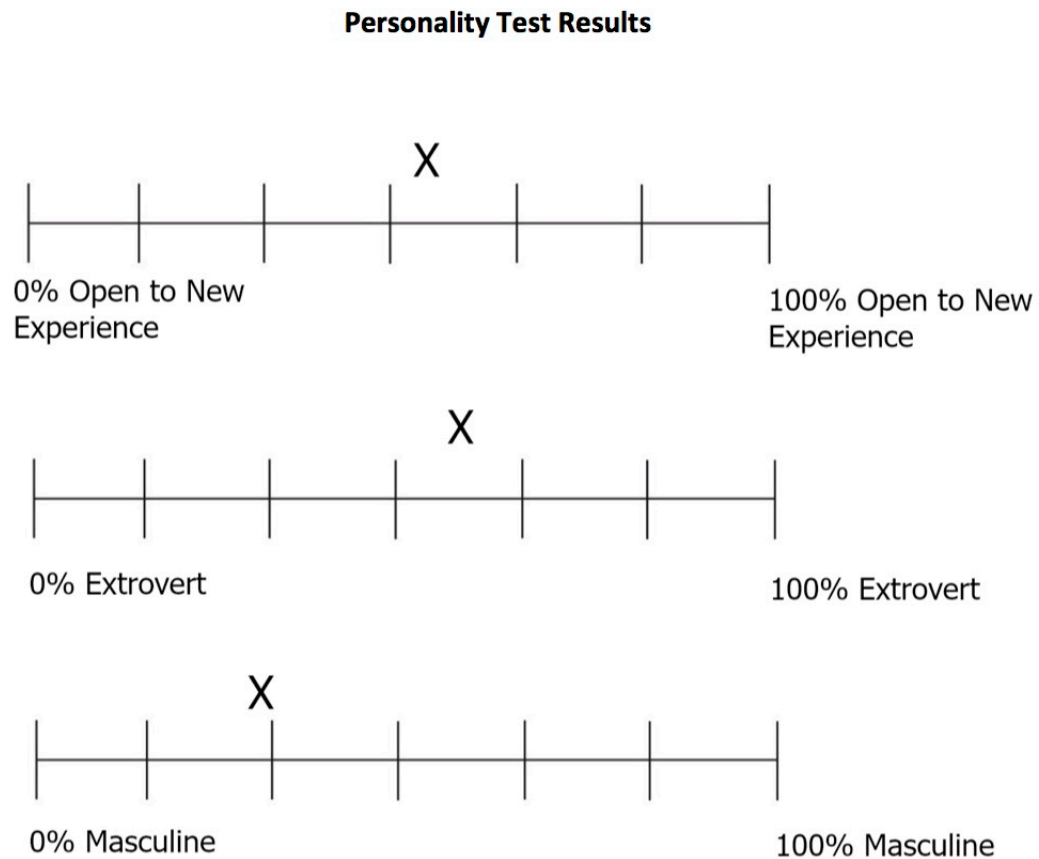 Personality Test Results
X
0% Open to New
Experience
100% Open to New
Experience
X
0% Extrovert
100% Extrovert
X
0% Masculine
100% Masculine